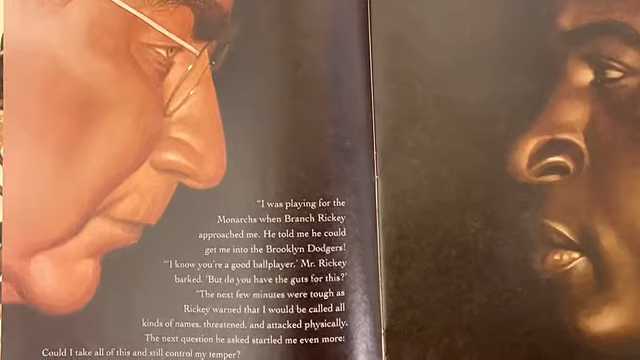 "I was playing for the
Monarchs when Branch Rickey
approached me. He told me he could
get me into the Brooklyn Dodgers!
"'I know you're a good ballplayer,' Mr. Rickey
barked. 'But do you have the guts for this?'
"The next few minutes were tough as
Rickey warned that I would be called all
kinds of names, threatened, and attacked physically.
The next question he asked startled me even more:
Could I take all of this and still control my temper?